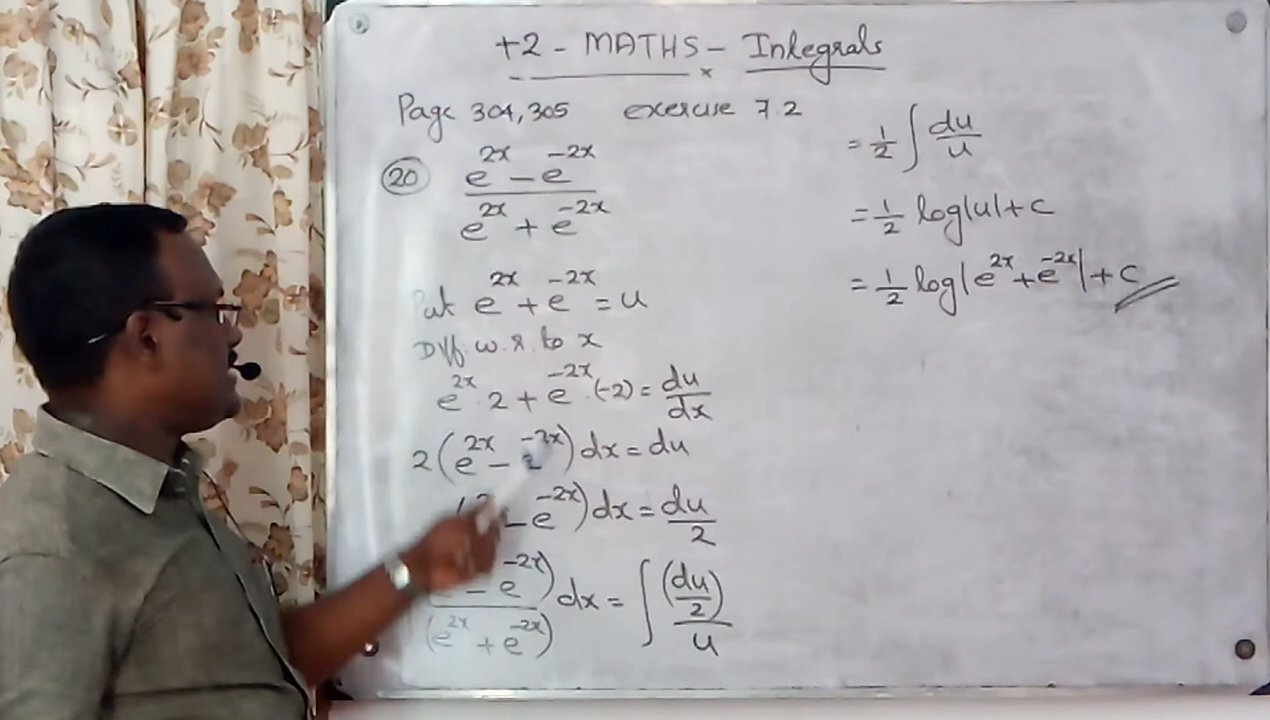 +2 - MATHS - Integrals
Page 304, 305 exercise 7.2
20 (e^{2x} - e^{-2x})/(e^{2x} + e^{-2x})
Put e^{2x} + e^{-2x} = u
Diff. w.r. to x
e^{2x} · 2 + e^{-2x} · (-2) = du/dx
2(e^{2x} - e^{-2x}) dx = du
- e^{-2x}) dx = du/2
- e^{-2x})/(e^{2x} + e^{-2x}) dx = ∫ (du/2)/u
= 1/2 ∫ du/u
= 1/2 log|u| + c
= 1/2 log|e^{2x} + e^{-2x}| + c